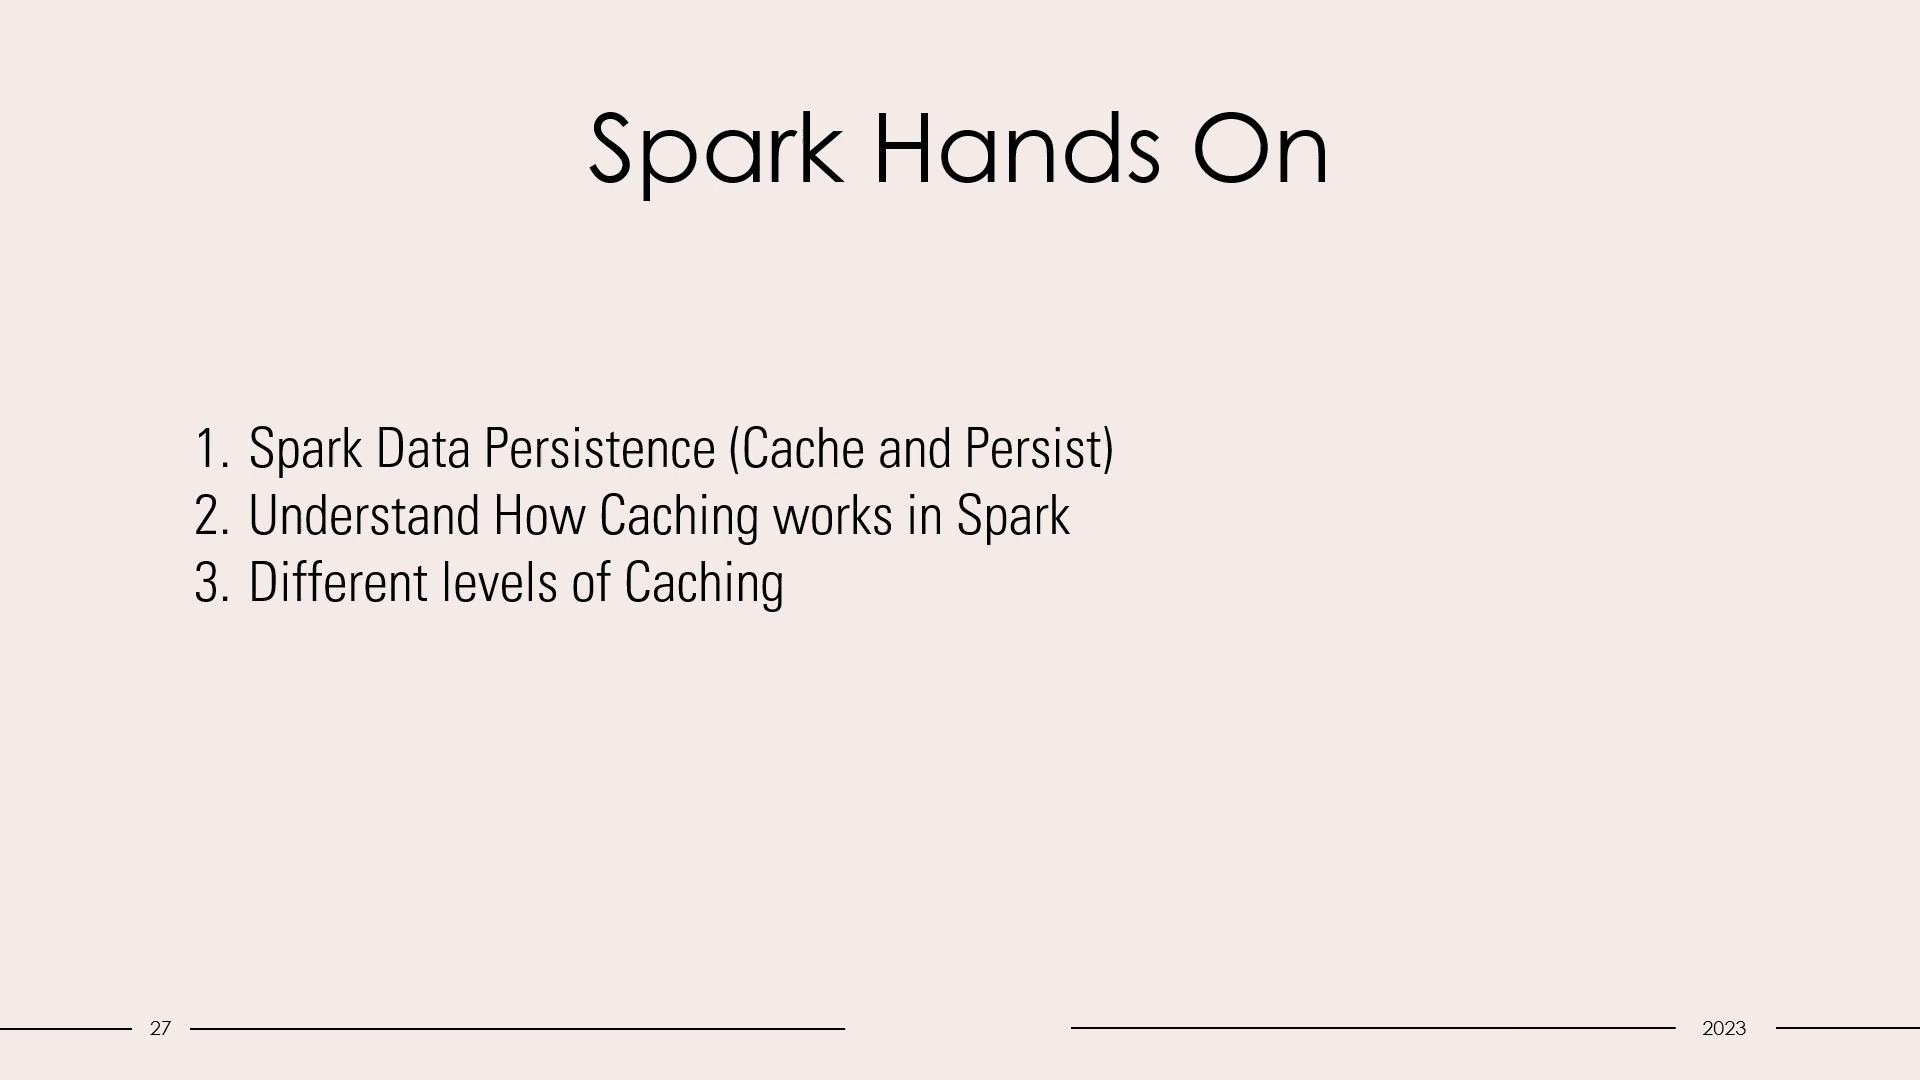 Spark Hands On
1. Spark Data Persistence (Cache and Persist)
2. Understand How Caching works in Spark
3. Different levels of Caching
27
2023